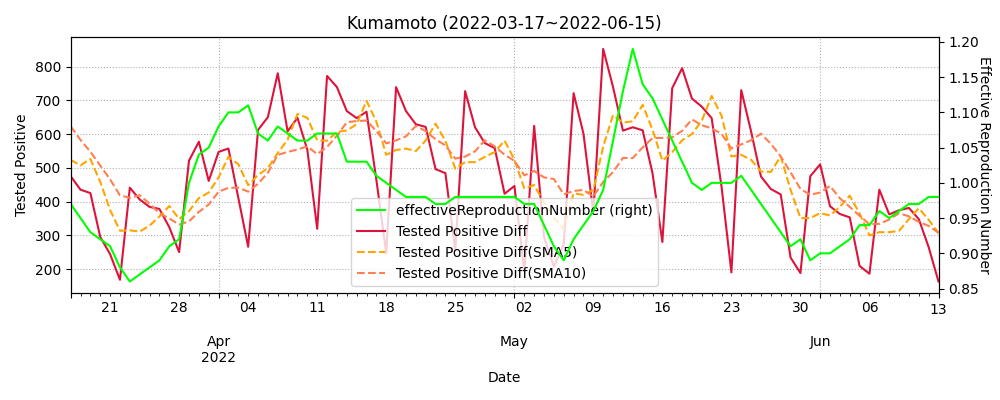 Kumamoto (2022-03-17~2022-06-15)
Tested Positive
800
700
600
500
400
300
200
1.20
1.15
1.10
1.05
1.00
0.95
0.90
0.85
Effective Reproduction Number
effectiveReproductionNumber (right)
Tested Positive Diff
Tested Positive Diff(SMA5)
Tested Positive Diff(SMA10)
21 28 04 11 18 25 02 09 16 23 30 06 13
Apr May Jun
2022
Date